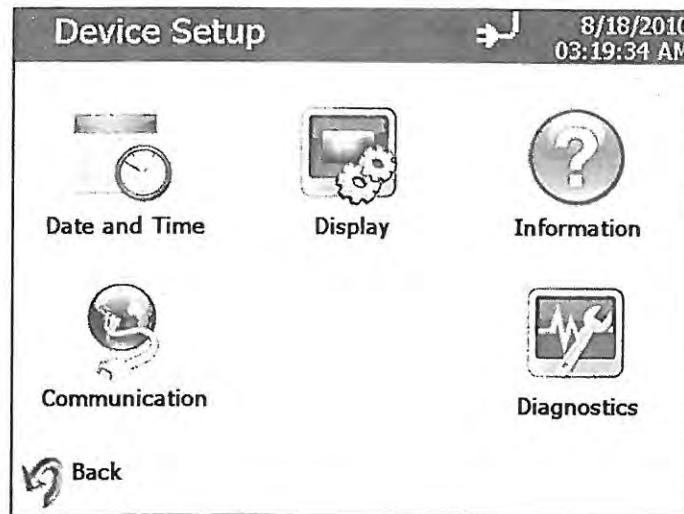 Device Setup
8/18/2010
03:19:34 AM
Date and Time
Display
Information
Communication
Diagnostics
Back